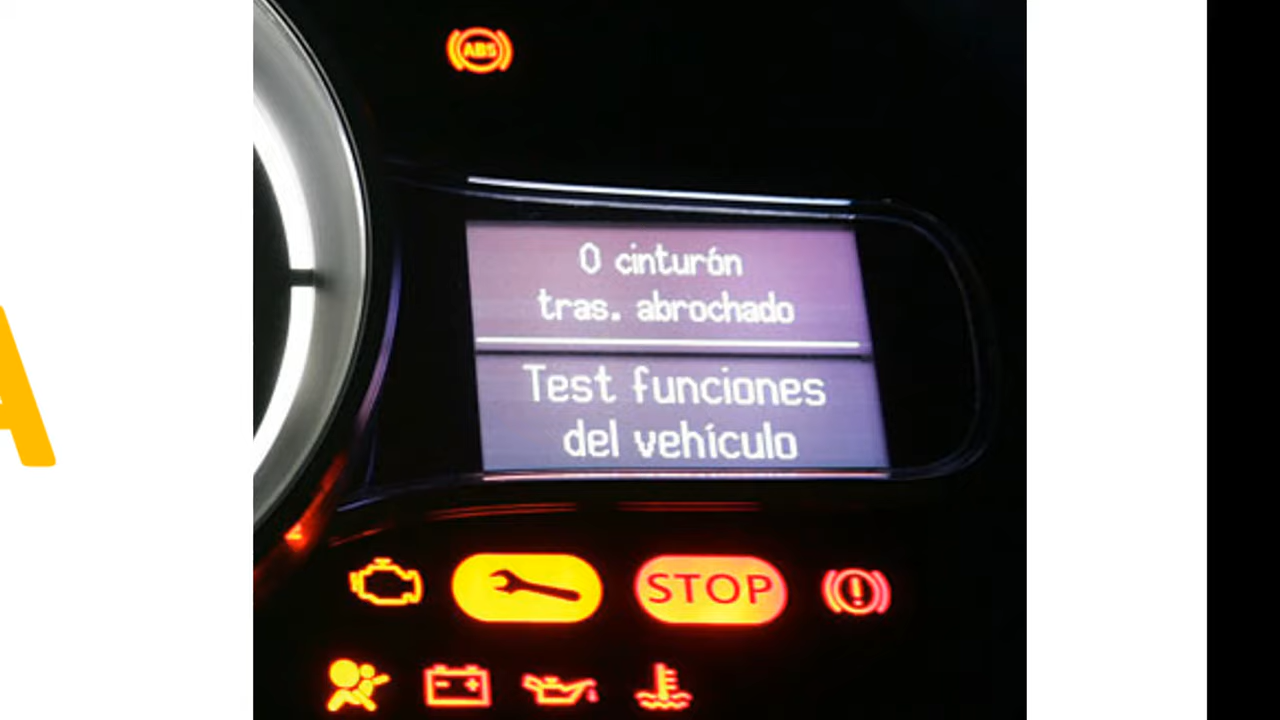 ABS
0 cinturón
tras. abrochado
Test funciones
del vehículo
STOP
A